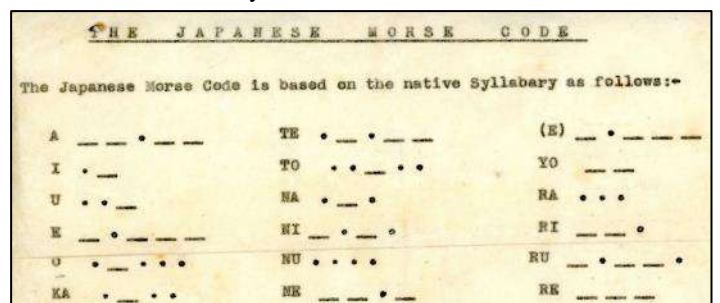 THE JAPANESE MORSE CODE
The Japanese Morse Code is based on the native Syllabary as follows:-
A _ _ . _ _ TE . _ . _ _ (E) _ . _ _ _
I . _ TO . . _ . . YO _ _
U . . _ NA . _ . RA . . .
E _ . _ _ _ NI _ . _ . RI _ _ .
O . _ . . . NU . . . . RU _ . _ _ .
KA . _ . . NE _ _ . _ RE _ _ _